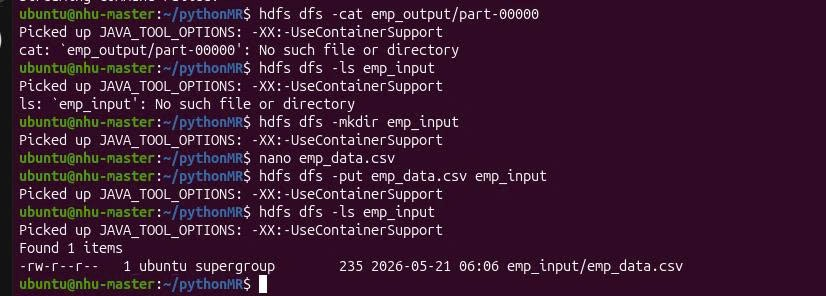 ubuntu@nhu-master:~/pythonMR$ hdfs dfs -cat emp_output/part-00000
Picked up JAVA_TOOL_OPTIONS: -XX:-UseContainerSupport
cat: `emp_output/part-00000': No such file or directory
ubuntu@nhu-master:~/pythonMR$ hdfs dfs -ls emp_input
Picked up JAVA_TOOL_OPTIONS: -XX:-UseContainerSupport
ls: `emp_input': No such file or directory
ubuntu@nhu-master:~/pythonMR$ hdfs dfs -mkdir emp_input
Picked up JAVA_TOOL_OPTIONS: -XX:-UseContainerSupport
ubuntu@nhu-master:~/pythonMR$ nano emp_data.csv
ubuntu@nhu-master:~/pythonMR$ hdfs dfs -put emp_data.csv emp_input
Picked up JAVA_TOOL_OPTIONS: -XX:-UseContainerSupport
ubuntu@nhu-master:~/pythonMR$ hdfs dfs -ls emp_input
Picked up JAVA_TOOL_OPTIONS: -XX:-UseContainerSupport
Found 1 items
-rw-r--r--   1 ubuntu supergroup        235 2026-05-21 06:06 emp_input/emp_data.csv
ubuntu@nhu-master:~/pythonMR$